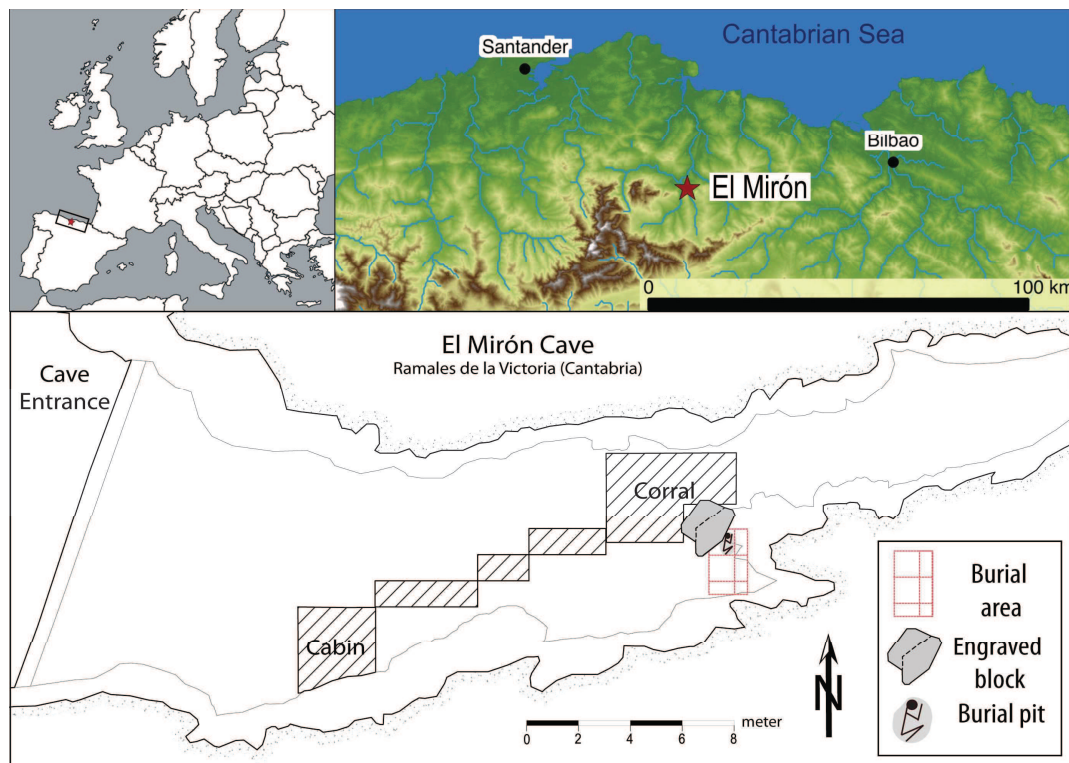 Cantabrian Sea
Santander
Bilbao
El Mirón
0
100 km
El Mirón Cave
Ramales de la Victoria (Cantabria)
Cave
Entrance
Corral
Cabin
Burial
area
Engraved
block
Burial pit
N
meter
0 2 4 6 8